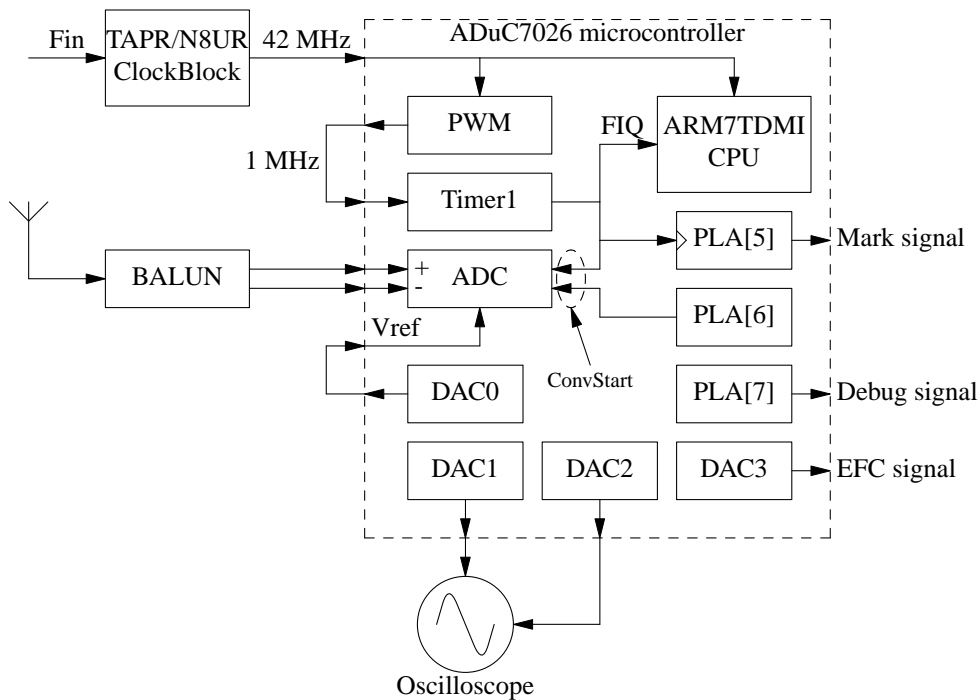 Fin
TAPR/N8UR
ClockBlock
42 MHz
ADuC7026 microcontroller
PWM
FIQ
ARM7TDMI
CPU
1 MHz
Timer1
PLA[5]
Mark signal
BALUN
+
-
ADC
PLA[6]
Vref
ConvStart
DAC0
PLA[7]
Debug signal
DAC1
DAC2
DAC3
EFC signal
Oscilloscope